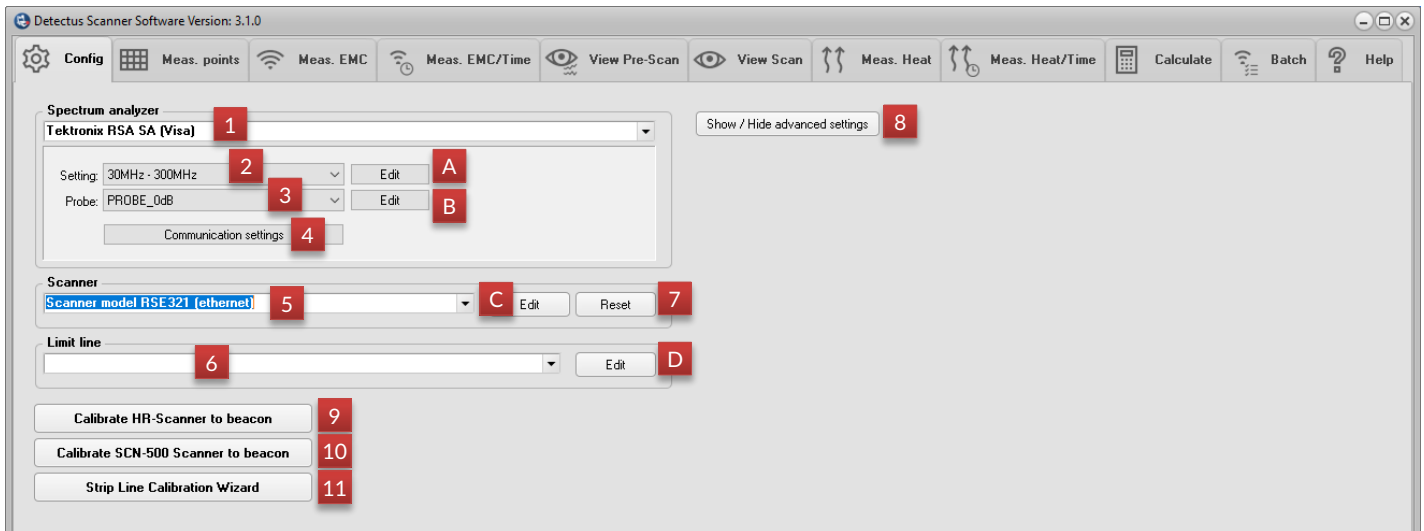 Detectus Scanner Software Version: 3.1.0
Config Meas. points Meas. EMC Meas. EMC/Time View Pre-Scan View Scan Meas. Heat Meas. Heat/Time Calculate Batch Help
Spectrum analyzer
Tektronix RSA SA (Visa) 1
Show / Hide advanced settings 8
Setting: 30MHz - 300MHz 2 Edit A
Probe: PROBE_0dB 3 Edit B
Communication settings 4
Scanner
Scanner model RSE321 (ethernet) 5 C Edit Reset 7
Limit line
6 Edit D
Calibrate HR-Scanner to beacon 9
Calibrate SCN-500 Scanner to beacon 10
Strip Line Calibration Wizard 11